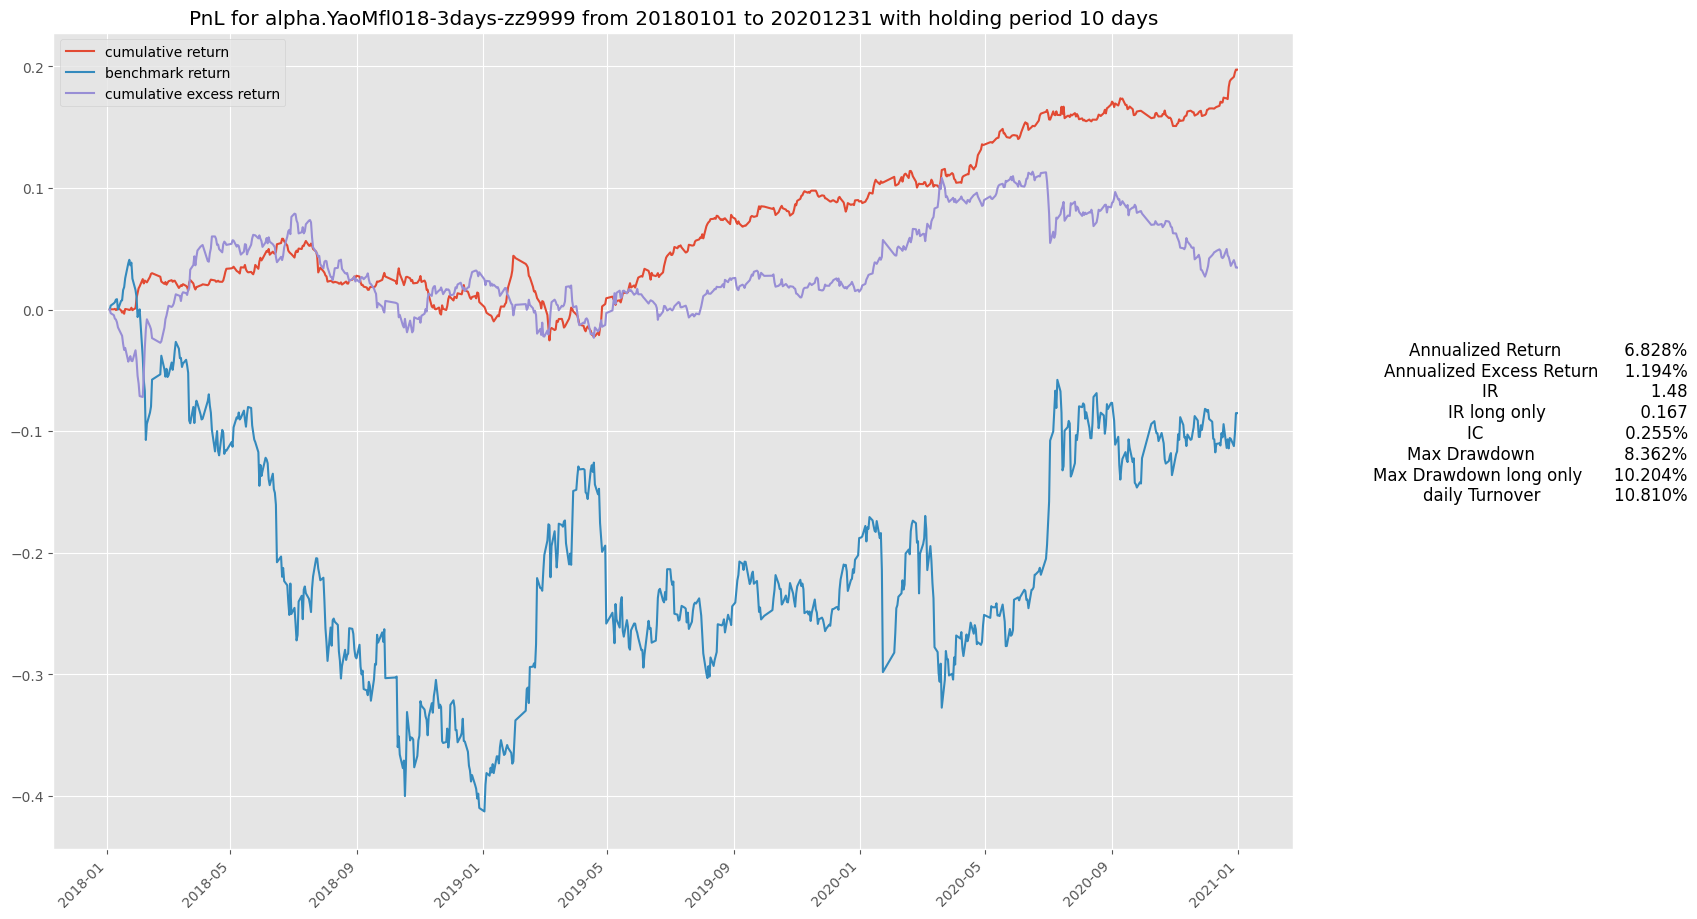 PnL for alpha.YaoMfl018-3days-zz9999 from 20180101 to 20201231 with holding period 10 days
cumulative return
benchmark return
cumulative excess return
0.2
0.1
0.0
−0.1
−0.2
−0.3
−0.4
2018-01
2018-05
2018-09
2019-01
2019-05
2019-09
2020-01
2020-05
2020-09
2021-01
Annualized Return 6.828%
Annualized Excess Return 1.194%
IR 1.48
IR long only 0.167
IC 0.255%
Max Drawdown 8.362%
Max Drawdown long only 10.204%
daily Turnover 10.810%